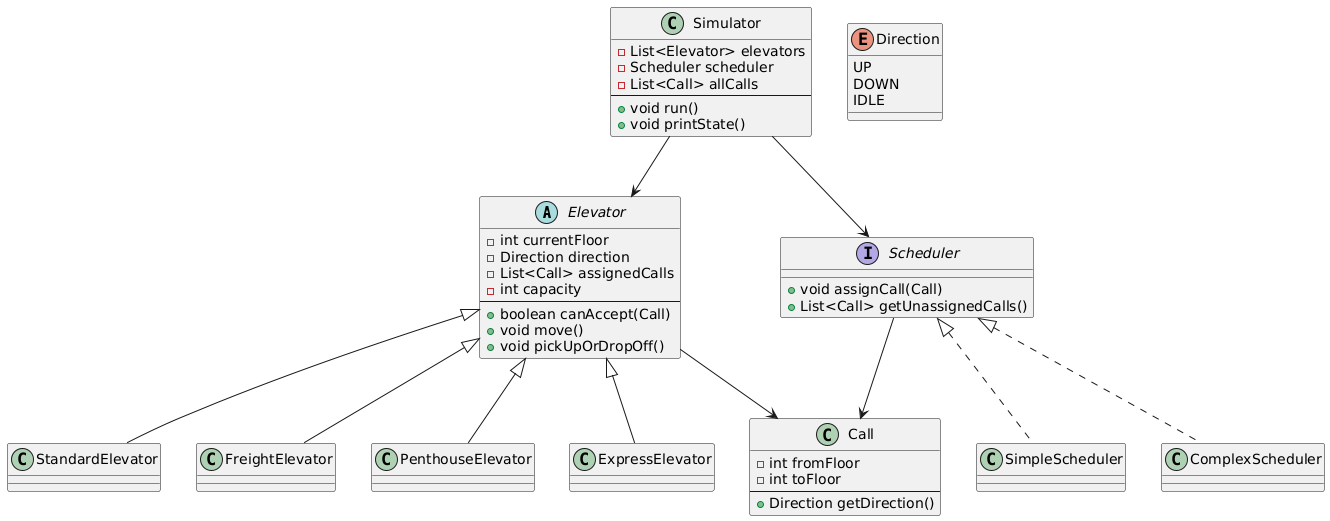 C Simulator
List<Elevator> elevators
Scheduler scheduler
List<Call> allCalls
void run()
void printState()
E Direction
UP
DOWN
IDLE
A Elevator
int currentFloor
Direction direction
List<Call> assignedCalls
int capacity
boolean canAccept(Call)
void move()
void pickUpOrDropOff()
I Scheduler
void assignCall(Call)
List<Call> getUnassignedCalls()
C StandardElevator
C FreightElevator
C PenthouseElevator
C ExpressElevator
C Call
int fromFloor
int toFloor
Direction getDirection()
C SimpleScheduler
C ComplexScheduler